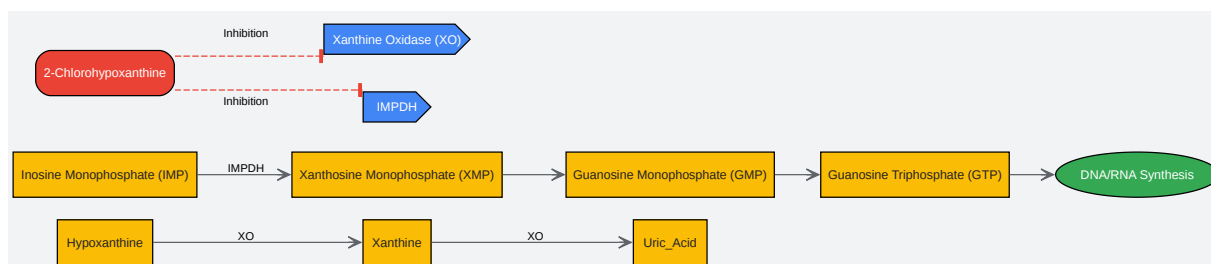 Inhibition
Xanthine Oxidase (XO)
2-Chlorohypoxanthine
Inhibition
IMPDH
Inosine Monophosphate (IMP)
IMPDH
Xanthosine Monophosphate (XMP)
Guanosine Monophosphate (GMP)
Guanosine Triphosphate (GTP)
DNA/RNA Synthesis
Hypoxanthine
XO
Xanthine
XO
Uric_Acid